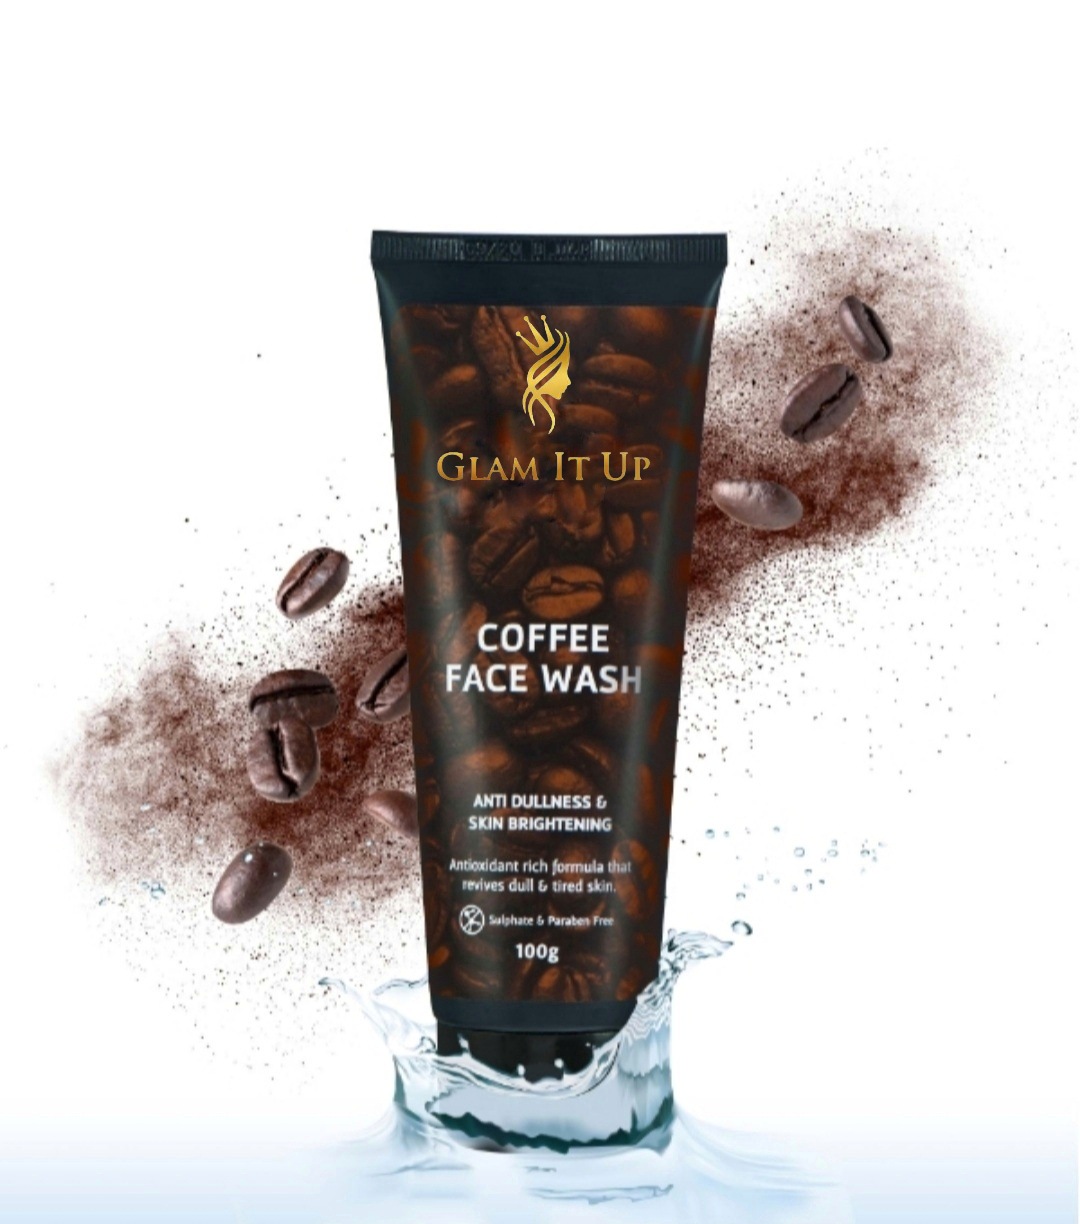 GLAM IT UP
COFFEE
FACE WASH
ANTI DULLNESS &
SKIN BRIGHTENING
Antioxidant rich formula that
revives dull & tired skin.
Sulphate & Paraben Free
100g